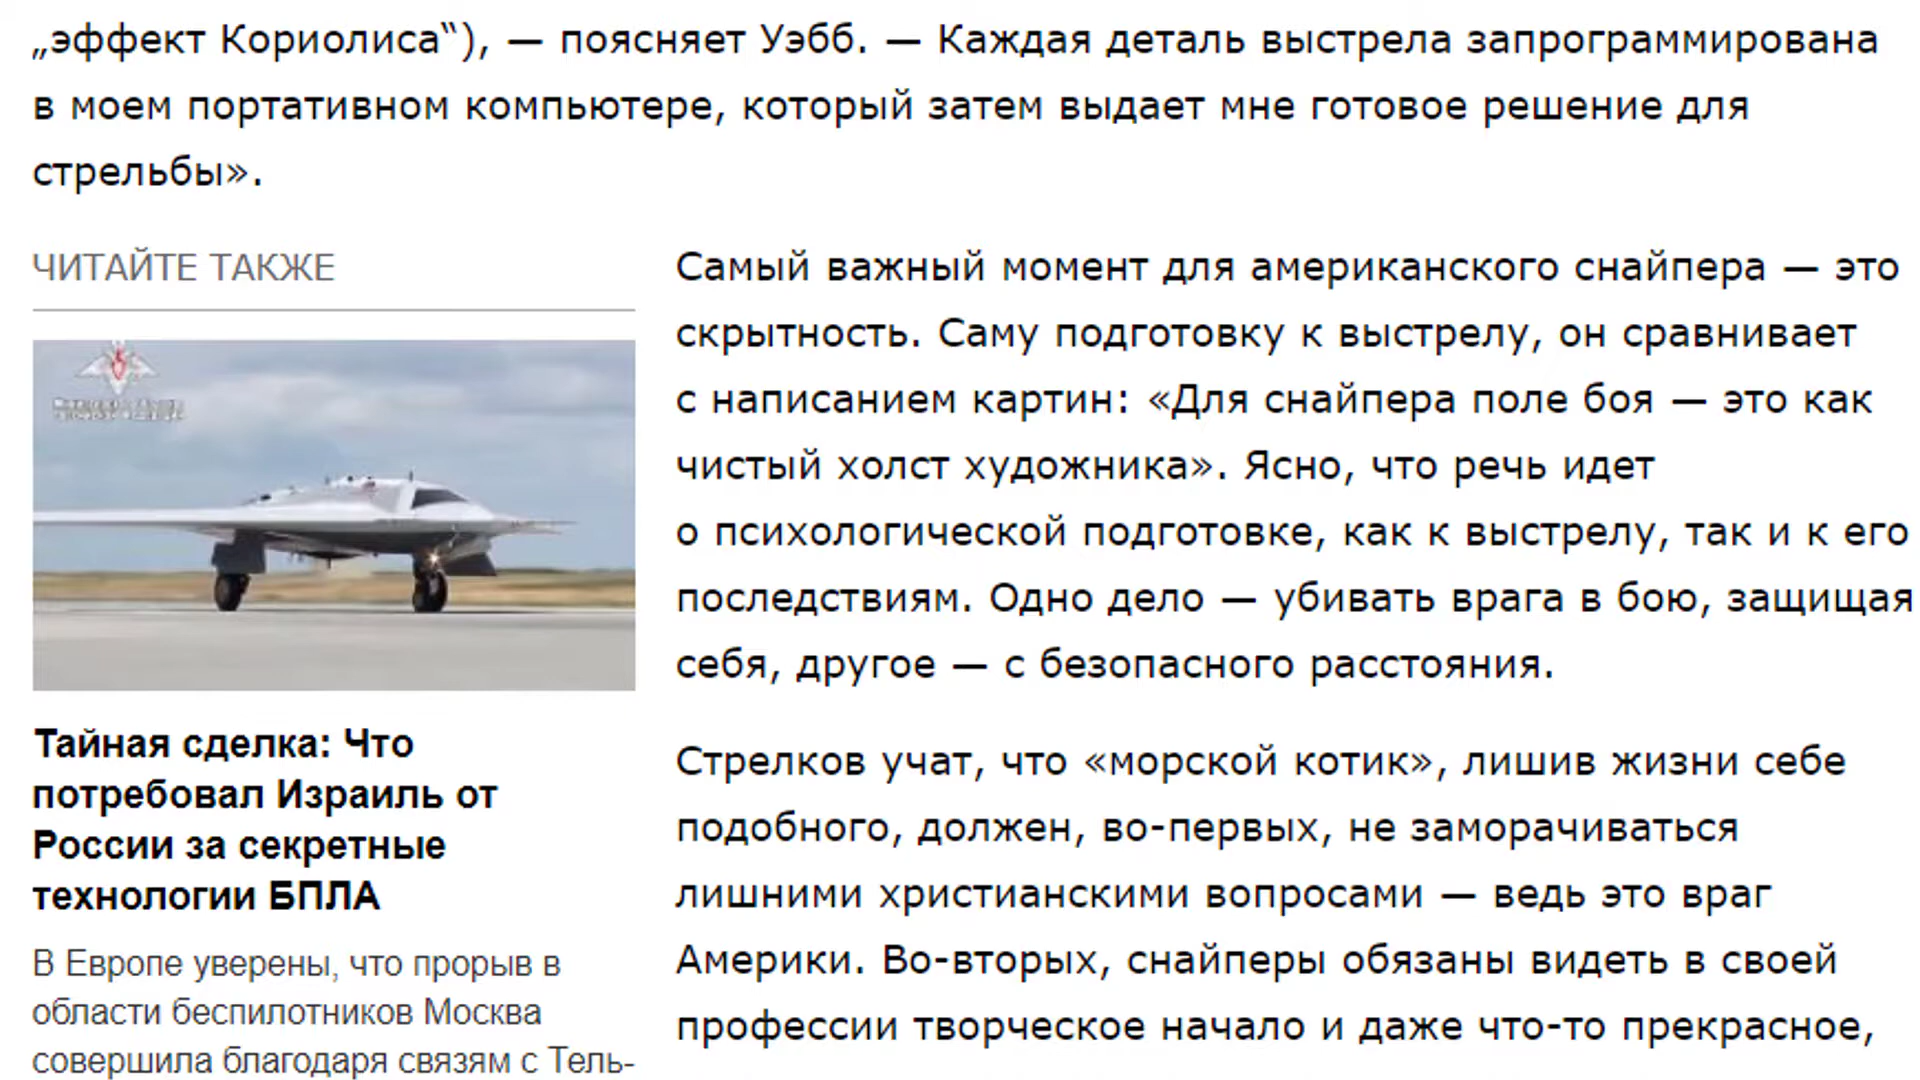 „эффект Кориолиса“), — поясняет Уэбб. — Каждая деталь выстрела запрограммирована
в моем портативном компьютере, который затем выдает мне готовое решение для
стрельбы».
ЧИТАЙТЕ ТАКЖЕ
Тайная сделка: Что
потребовал Израиль от
России за секретные
технологии БПЛА
В Европе уверены, что прорыв в
области беспилотников Москва
совершила благодаря связям с Тель-
Самый важный момент для американского снайпера — это
скрытность. Саму подготовку к выстрелу, он сравнивает
с написанием картин: «Для снайпера поле боя — это как
чистый холст художника». Ясно, что речь идет
о психологической подготовке, как к выстрелу, так и к его
последствиям. Одно дело — убивать врага в бою, защищая
себя, другое — с безопасного расстояния.
Стрелков учат, что «морской котик», лишив жизни себе
подобного, должен, во-первых, не заморачиваться
лишними христианскими вопросами — ведь это враг
Америки. Во-вторых, снайперы обязаны видеть в своей
профессии творческое начало и даже что-то прекрасное,